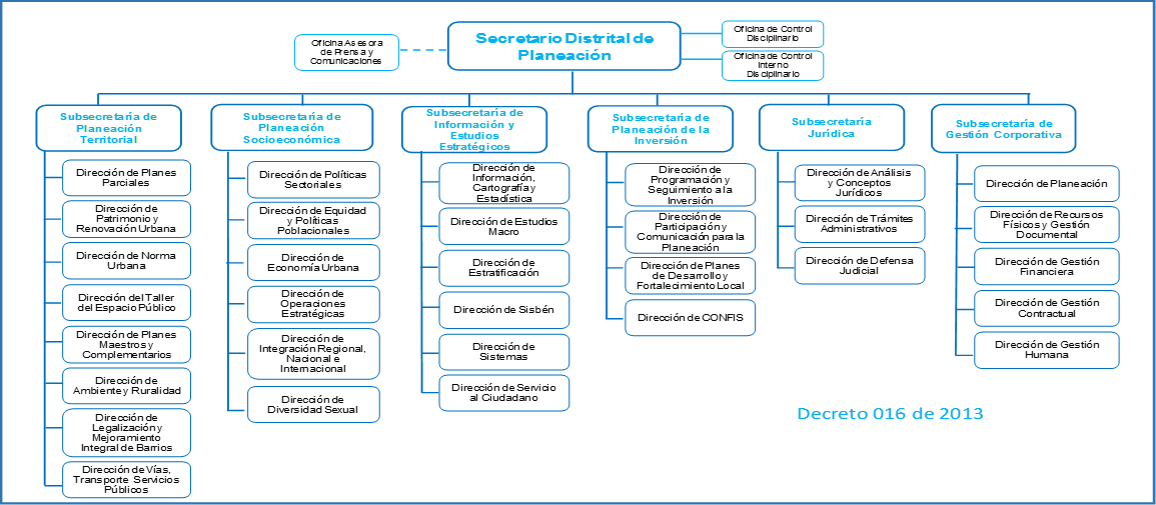 Oficina Asesora
de Prensa y
Comunicaciones
Secretario Distrital de
Planeación
Oficina de Control
Disciplinario
Oficina de Control
Interno
Disciplinario
Subsecretaría de
Planeación
Territorial
Dirección de Planes
Parciales
Dirección de
Patrimonio y
Renovación Urbana
Dirección de Norma
Urbana
Dirección del Taller
del Espacio Público
Dirección de Planes
Maestros y
Complementarios
Dirección de
Ambiente y Ruralidad
Dirección de
Legalización y
Mejoramiento
Integral de Barrios
Dirección de Vías,
Transporte Servicios
Públicos
Subsecretaría de
Planeación
Socioeconómica
Dirección de Políticas
Sectoriales
Dirección de Equidad
y Políticas
Poblacionales
Dirección de
Economía Urbana
Dirección de
Operaciones
Estratégicas
Dirección de
Integración Regional,
Nacional e
Internacional
Dirección de
Diversidad Sexual
Subsecretaría de
Información y
Estudios
Estratégicos
Dirección de
Información,
Cartografía y
Estadística
Dirección de Estudios
Macro
Dirección de
Estratificación
Dirección de Sisbén
Dirección de
Sistemas
Dirección de Servicio
al Ciudadano
Subsecretaría de
Planeación de la
Inversión
Dirección de
Programación y
Seguimiento a la
Inversión
Dirección de
Participación y
Comunicación para la
Planeación
Dirección de Planes
de Desarrollo y
Fortalecimiento Local
Dirección de CONFIS
Subsecretaría
Jurídica
Dirección de Análisis
y Conceptos
Jurídicos
Dirección de Trámites
Administrativos
Dirección de Defensa
Judicial
Subsecretaría de
Gestión Corporativa
Dirección de Planeación
Dirección de Recursos
Físicos y Gestión
Documental
Dirección de Gestión
Financiera
Dirección de Gestión
Contractual
Dirección de Gestión
Humana
Decreto 016 de 2013